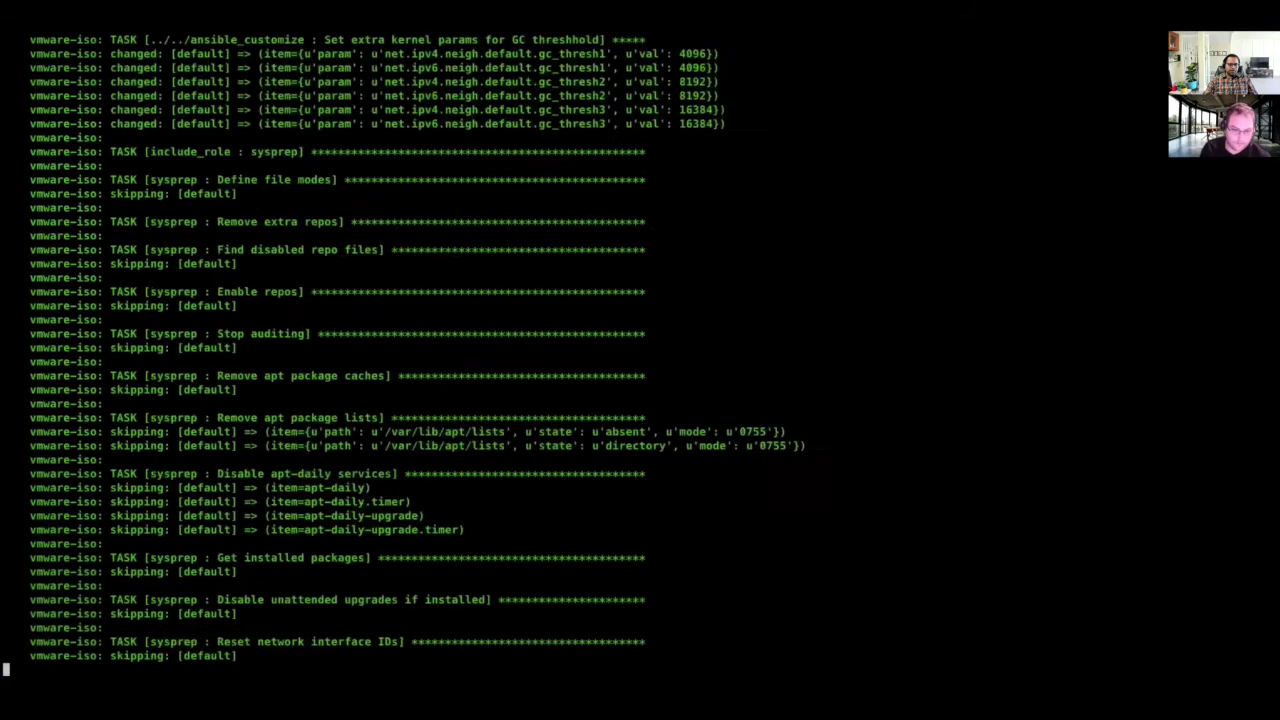 vmware-iso: TASK [../../ansible_customize : Set extra kernel params for GC threshhold] *****
vmware-iso: changed: [default] => (item={u'param': u'net.ipv4.neigh.default.gc_thresh1', u'val': 4096})
vmware-iso: changed: [default] => (item={u'param': u'net.ipv6.neigh.default.gc_thresh1', u'val': 4096})
vmware-iso: changed: [default] => (item={u'param': u'net.ipv4.neigh.default.gc_thresh2', u'val': 8192})
vmware-iso: changed: [default] => (item={u'param': u'net.ipv6.neigh.default.gc_thresh2', u'val': 8192})
vmware-iso: changed: [default] => (item={u'param': u'net.ipv4.neigh.default.gc_thresh3', u'val': 16384})
vmware-iso: changed: [default] => (item={u'param': u'net.ipv6.neigh.default.gc_thresh3', u'val': 16384})
vmware-iso:
vmware-iso: TASK [include_role : sysprep] **************************************************
vmware-iso:
vmware-iso: TASK [sysprep : Define file modes] *********************************************
vmware-iso: skipping: [default]
vmware-iso:
vmware-iso: TASK [sysprep : Remove extra repos] ********************************************
vmware-iso:
vmware-iso: TASK [sysprep : Find disabled repo files] **************************************
vmware-iso: skipping: [default]
vmware-iso:
vmware-iso: TASK [sysprep : Enable repos] **************************************************
vmware-iso: skipping: [default]
vmware-iso:
vmware-iso: TASK [sysprep : Stop auditing] *************************************************
vmware-iso: skipping: [default]
vmware-iso:
vmware-iso: TASK [sysprep : Remove apt package caches] *************************************
vmware-iso: skipping: [default]
vmware-iso:
vmware-iso: TASK [sysprep : Remove apt package lists] **************************************
vmware-iso: skipping: [default] => (item={u'path': u'/var/lib/apt/lists', u'state': u'absent', u'mode': u'0755'})
vmware-iso: skipping: [default] => (item={u'path': u'/var/lib/apt/lists', u'state': u'directory', u'mode': u'0755'})
vmware-iso:
vmware-iso: TASK [sysprep : Disable apt-daily services] ************************************
vmware-iso: skipping: [default] => (item=apt-daily)
vmware-iso: skipping: [default] => (item=apt-daily.timer)
vmware-iso: skipping: [default] => (item=apt-daily-upgrade)
vmware-iso: skipping: [default] => (item=apt-daily-upgrade.timer)
vmware-iso:
vmware-iso: TASK [sysprep : Get installed packages] ****************************************
vmware-iso: skipping: [default]
vmware-iso:
vmware-iso: TASK [sysprep : Disable unattended upgrades if installed] **********************
vmware-iso: skipping: [default]
vmware-iso:
vmware-iso: TASK [sysprep : Reset network interface IDs] ***********************************
vmware-iso: skipping: [default]